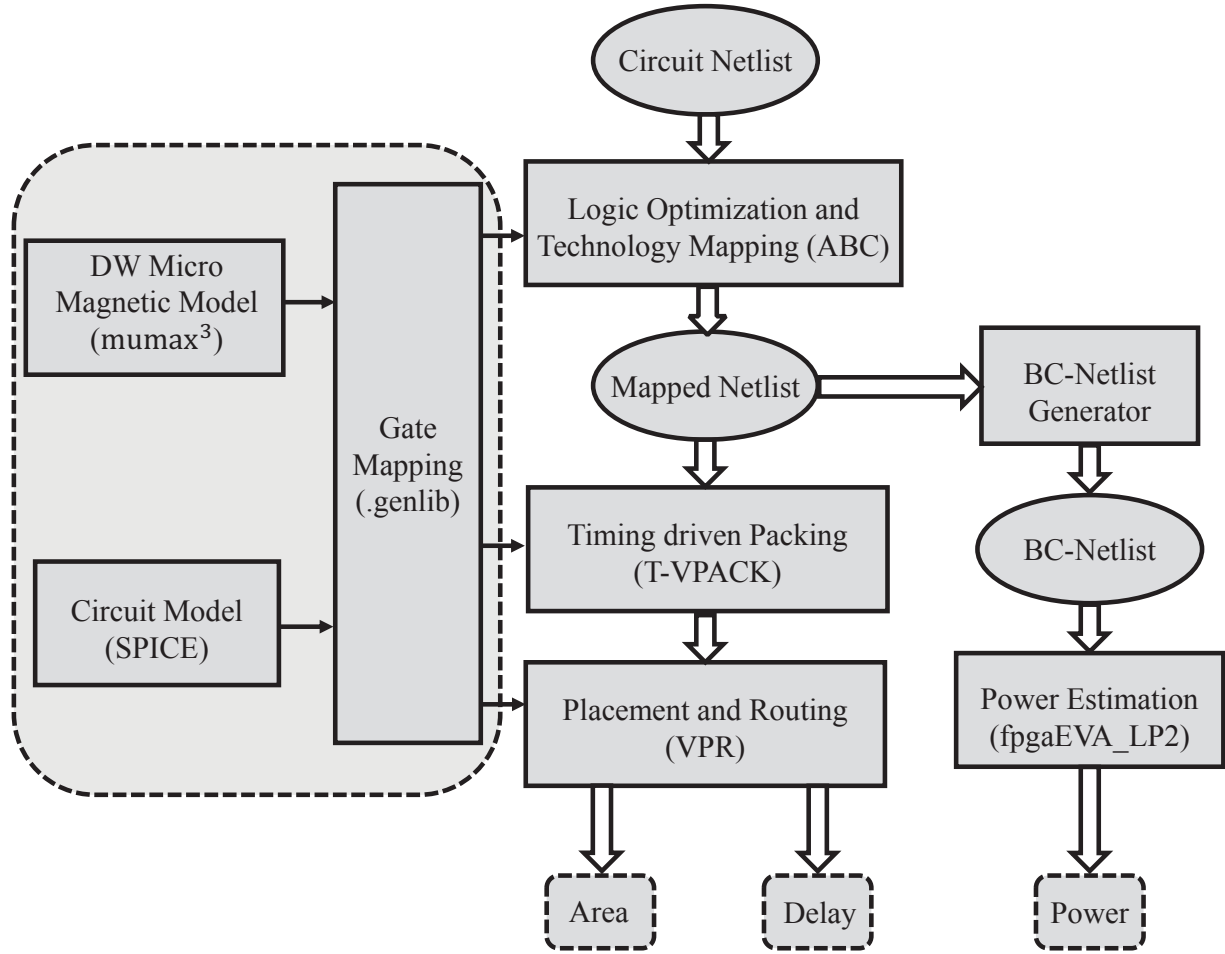 Circuit Netlist
Logic Optimization and
Technology Mapping (ABC)
DW Micro
Magnetic Model
(mumax³)
Mapped Netlist
BC-Netlist
Generator
Gate
Mapping
(.genlib)
Timing driven Packing
(T-VPACK)
BC-Netlist
Circuit Model
(SPICE)
Placement and Routing
(VPR)
Power Estimation
(fpgaEVA_LP2)
Area
Delay
Power